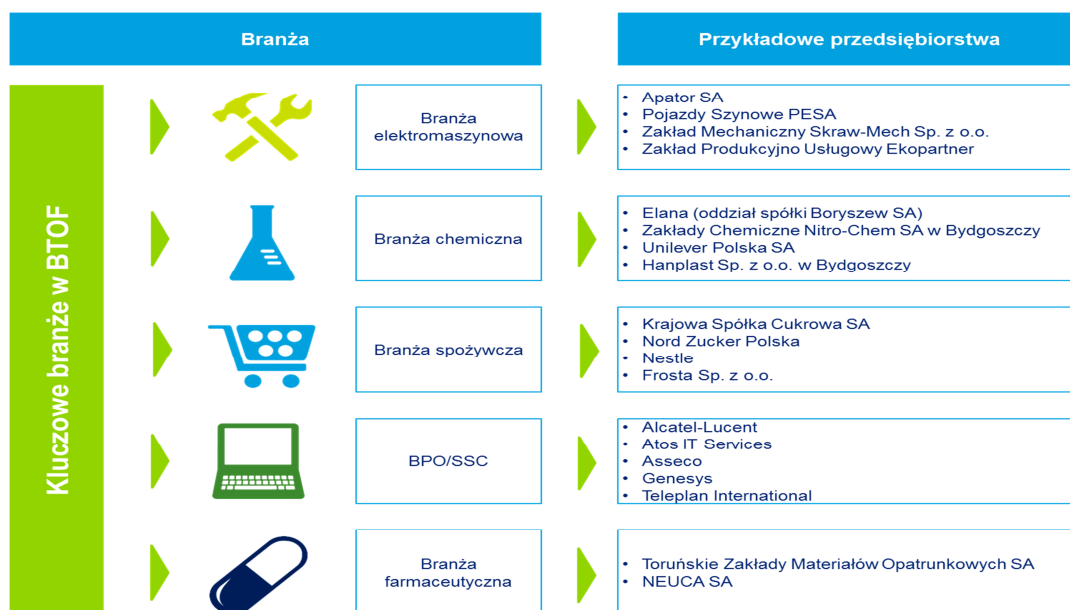 Branża
Przykładowe przedsiębiorstwa
Kluczowe branże w BTOF
Branża
elektromaszynowa
• Apator SA
• Pojazdy Szynowe PESA
• Zakład Mechaniczny Skraw-Mech Sp. z o.o.
• Zakład Produkcyjno Usługowy Ekopartner
Branża chemiczna
• Elana (oddział spółki Boryszew SA)
• Zakłady Chemiczne Nitro-Chem SA w Bydgoszczy
• Unilever Polska SA
• Hanplast Sp. z o.o. w Bydgoszczy
Branża spożywcza
• Krajowa Spółka Cukrowa SA
• Nord Zucker Polska
• Nestle
• Frosta Sp. z o.o.
BPO/SSC
• Alcatel-Lucent
• Atos IT Services
• Asseco
• Genesys
• Teleplan International
Branża
farmaceutyczna
• Toruńskie Zakłady Materiałów Opatrunkowych SA
• NEUCA SA